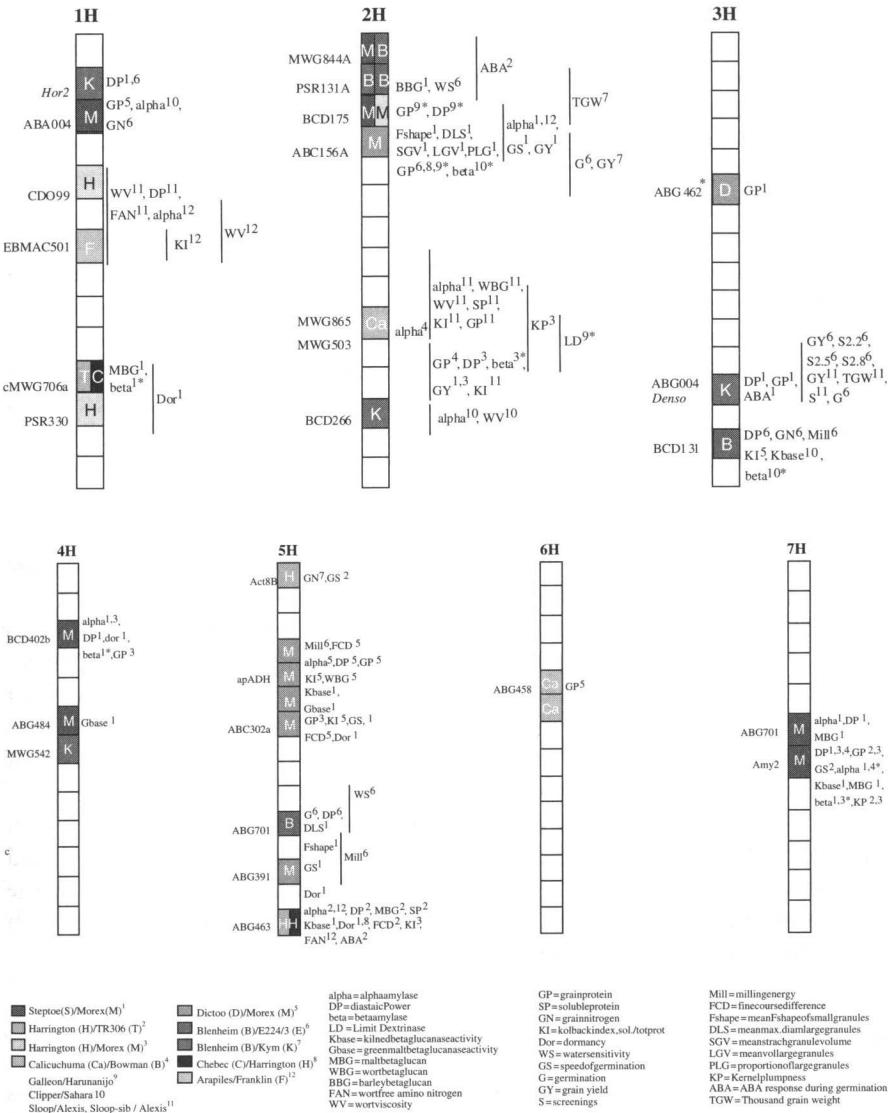 1H
Hor2
K
DP1,6
ABA004
M
GP5, alpha10,
GN6
CDO99
H
WV11, DP11,
FAN11, alpha12
EBMAC501
F
KI12
WV12
cMWG706a
T C
MBG1,
beta1*
Dor1
PSR330
H
2H
MWG844A
M B
ABA2
PSR131A
B B
BBG1, WS6
TGW7
BCD175
M M
GP9*, DP9*
ABC156A
M
Fshape1, DLS1,
SGV1, LGV1,PLG1,
GP6,8,9*, beta10*
alpha1,12,
GS1, GY1
G6, GY7
MWG865
Ca
alpha4
alpha11, WBG11,
WV11, SP11,
KI11, GP11
KP3
LD9*
MWG503
GP4, DP3, beta3*,
GY1,3, KI11
BCD266
K
alpha10, WV10
3H
ABG462*
D
GP1
ABG004
Denso
K
DP1, GP1,
ABA1
GY6, S2.26,
S2.56, S2.86,
GY11, TGW11,
S11, G6
BCD131
B
DP6, GN6, Mill6
KI5, Kbase10,
beta10*
4H
BCD402b
M
alpha1,3,
DP1,dor1,
beta1*,GP3
ABG484
M
Gbase1
MWG542
K
c
5H
Act8B
H
GN7,GS2
M
Mill6,FCD5
alpha5,DP5,GP5
apADH
M
KI5,WBG5
Kbase1,
M
Gbase1
ABC302a
M
GP3,KI5,GS,1
FCD5,Dor1
ABG701
B
G6, DP6,
DLS1
WS6
Fshape1
Mill6
ABG391
M
GS1
Dor1
ABG463
H H
alpha2,12, DP2, MBG2, SP2
Kbase1,Dor1,8, FCD2, KI3,
FAN12, ABA2
6H
ABG458
Ca
GP5
Ca
7H
ABG701
M
alpha1,DP1,
MBG1
Amy2
M
DP1,3,4,GP2,3,
GS2,alpha1,4*,
Kbase1,MBG1,
beta1,3*, KP2,3
Steptoe(S)/Morex(M)1
Harrington (H)/TR306 (T)2
Harrington (H)/Morex (M)3
Calicuchuma (Ca)/Bowman (B)4
Galleon/Harunanijo9
Clipper/Sahara10
Sloop/Alexis, Sloop-sib / Alexis11
Dictoo (D)/Morex (M)5
Blenheim (B)/E224/3 (E)6
Blenheim (B)/Kym (K)7
Chebec (C)/Harrington (H)8
Arapiles/Franklin (F)12
alpha=alphaamylase
DP=diastaicPower
beta=betaamylase
LD = Limit Dextrinase
Kbase=kilnedbetaglucanaseactivity
Gbase=greenmaltbetaglucanaseactivity
MBG=maltbetaglucan
WBG=wortbetaglucan
BBG=barleybetaglucan
FAN=wortfree amino nitrogen
WV=wortviscosity
GP=grainprotein
SP=solubleprotein
GN=grainnitrogen
KI=kolbackindex,sol./totprot
Dor=dormancy
WS=watersensitivity
GS=speedofgermination
G=germination
GY=grain yield
S=screenings
Mill=millingenergy
FCD=finecoursedifference
Fshape=meanFshapeofsmallgranules
DLS=meanmax.diamlargegranules
SGV=meanstrachgranulevolume
LGV=meanvollargegranules
PLG=proportionoflargegranules
KP=Kernelplumpness
ABA=ABA response during germination
TGW=Thousand grain weight